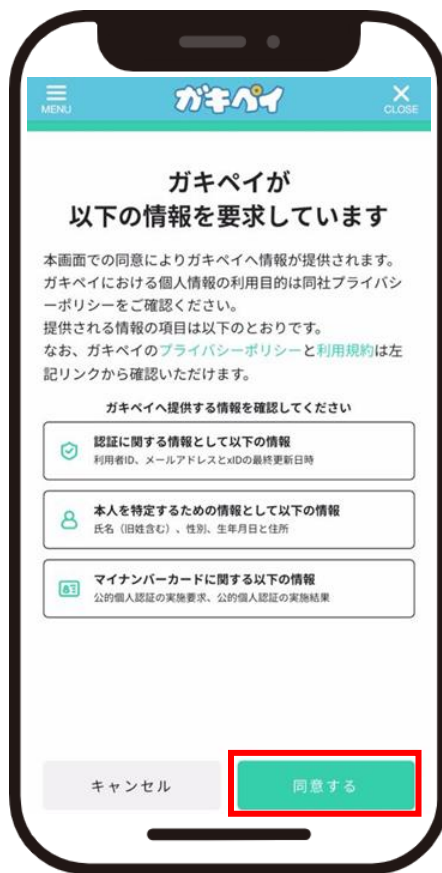 MENU
ガキペイ
CLOSE
ガキペイが
以下の情報を要求しています
本画面での同意によりガキペイへ情報が提供されます。
ガキペイにおける個人情報の利用目的は同社プライバシ
ーポリシーをご確認ください。
提供される情報の項目は以下のとおりです。
なお、ガキペイのプライバシーポリシーと利用規約は左
記リンクから確認いただけます。
ガキペイへ提供する情報を確認してください
認証に関する情報として以下の情報
利用者ID、メールアドレスとxIDの最終更新日時
本人を特定するための情報として以下の情報
氏名（旧姓含む）、性別、生年月日と住所
マイナンバーカードに関する以下の情報
公的個人認証の実施要求、公的個人認証の実施結果
キャンセル
同意する